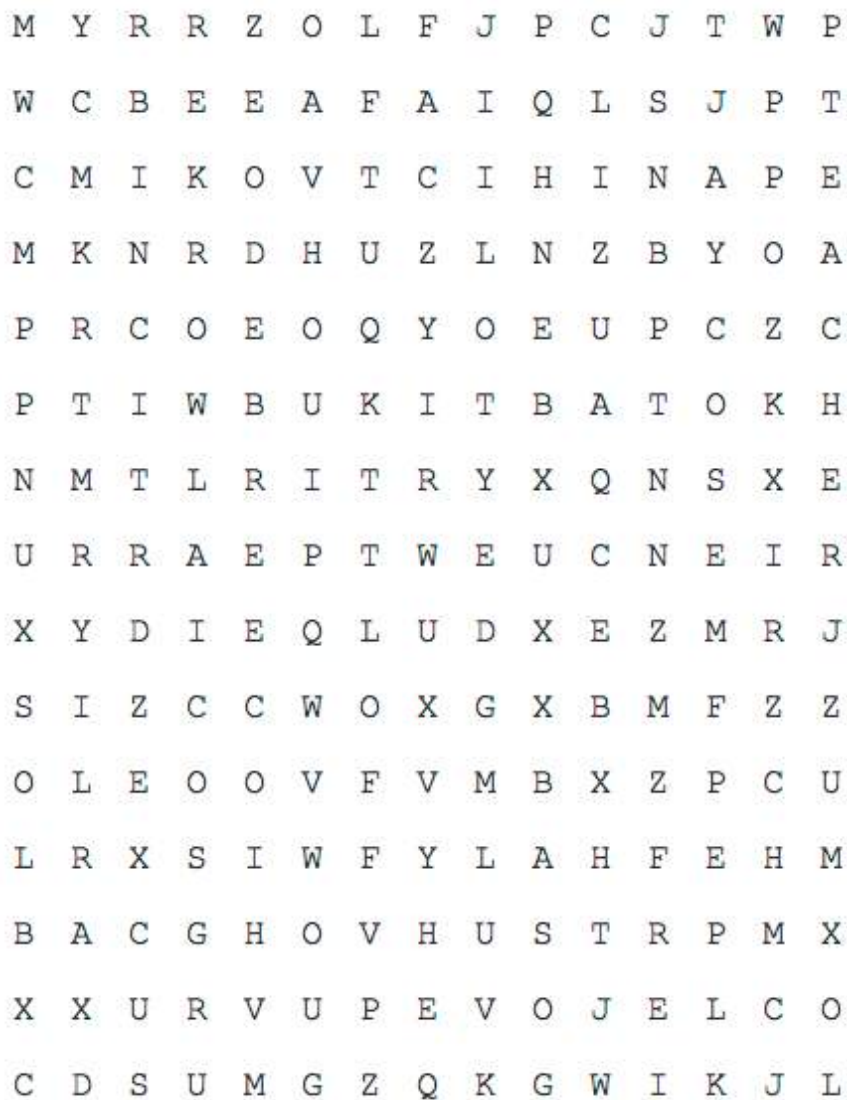 M Y R R Z O L F J P C J T W P
W C B E E A F A I Q L S J P T
C M I K O V T C I H I N A P E
M K N R D H U Z L N Z B Y O A
P R C O E O Q Y O E U P C Z C
P T I W B U K I T B A T O K H
N M T L R I T R Y X Q N S X E
U R R A E P T W E U C N E I R
X Y D I E Q L U D X E Z M R J
S I Z C C W O X G X B M F Z Z
O L E O O V F V M B X Z P C U
L R X S I W F Y L A H F E H M
B A C G H O V H U S T R P M X
X X U R V U P E V O J E L C O
C D S U M G Z Q K G W I K J L